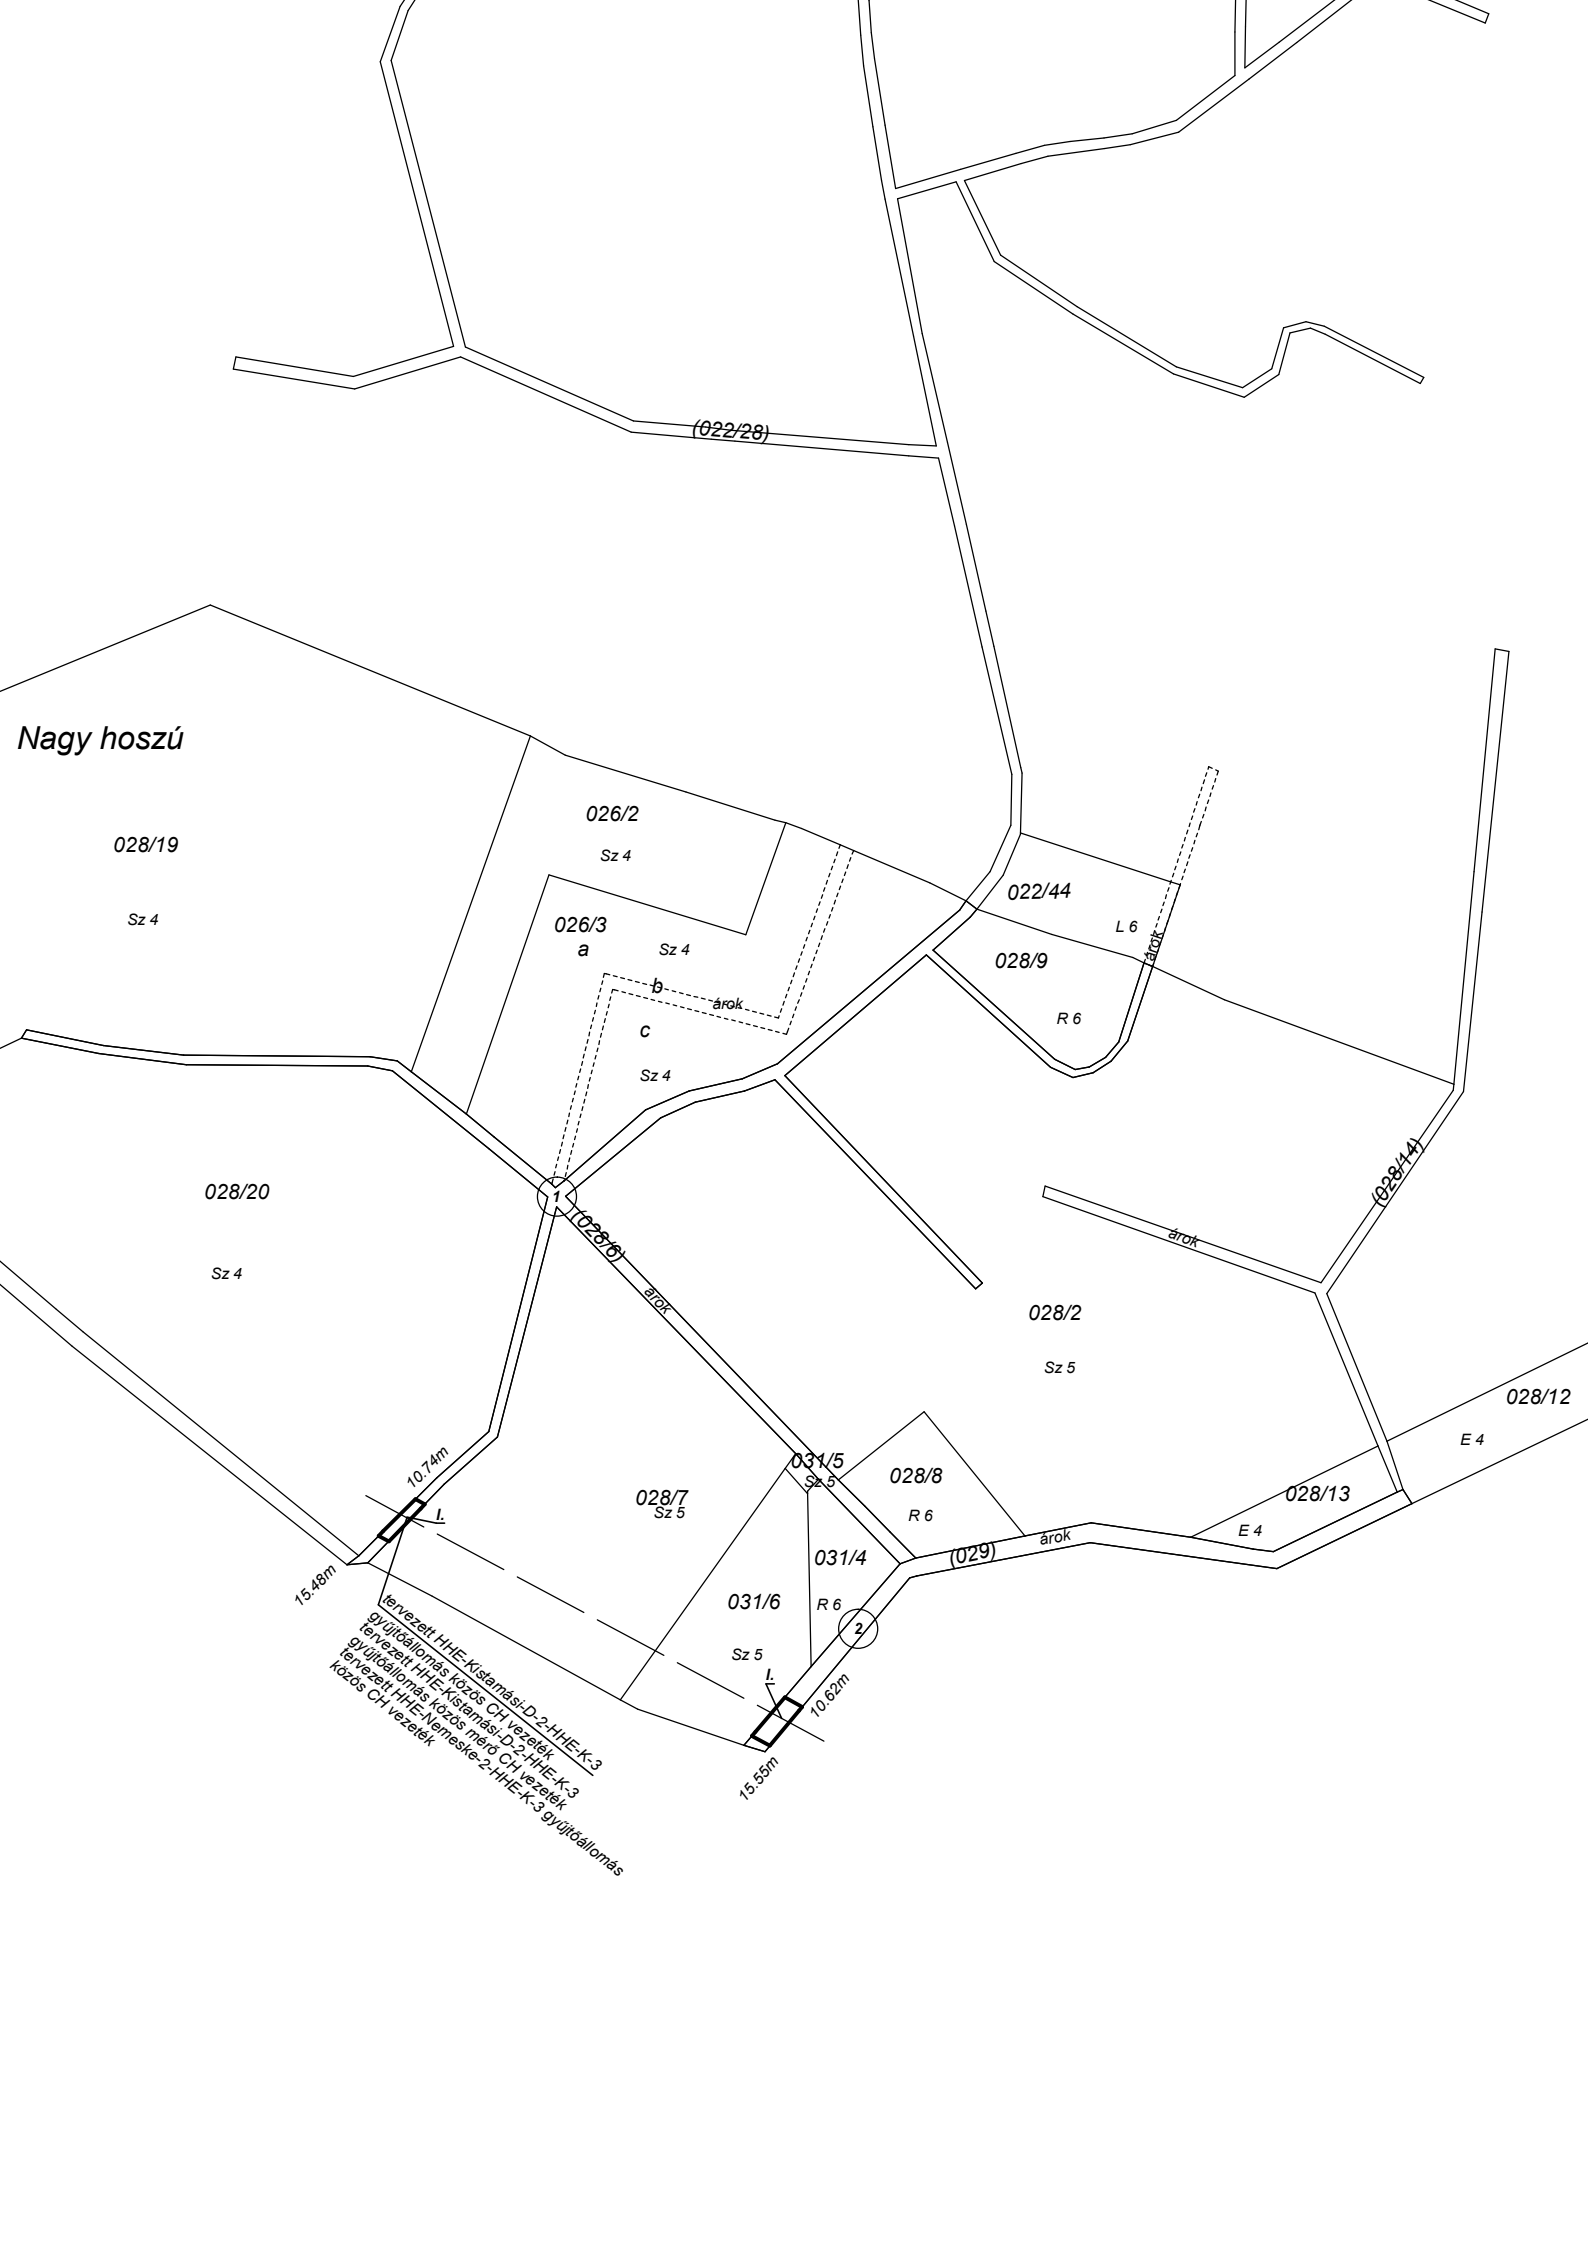 (022/28)
Nagy hoszú
026/2
028/19
Sz 4
022/44
Sz 4
026/3
L 6
a
Sz 4
árok
028/9
b
árok
R 6
c
Sz 4
(028/14)
028/20
1
(028/6)
árok
Sz 4
árok
028/2
Sz 5
028/12
E 4
10.74m
031/5
Sz 5
028/8
028/7
Sz 5
028/13
I.
R 6
E 4
árok
(029)
031/4
15.48m
031/6
R 6
2
Sz 5
I.
10.62m
15.55m
tervezett HHE-Kistamási-D-2-HHE-K-3
gyűjtőállomás közös CH vezeték
tervezett HHE-Kistamási-D-2-HHE-K-3
gyűjtőállomás közös mérő CH vezeték
tervezett HHE-Nemeske-2-HHE-K-3 gyűjtőállomás
közös CH vezeték